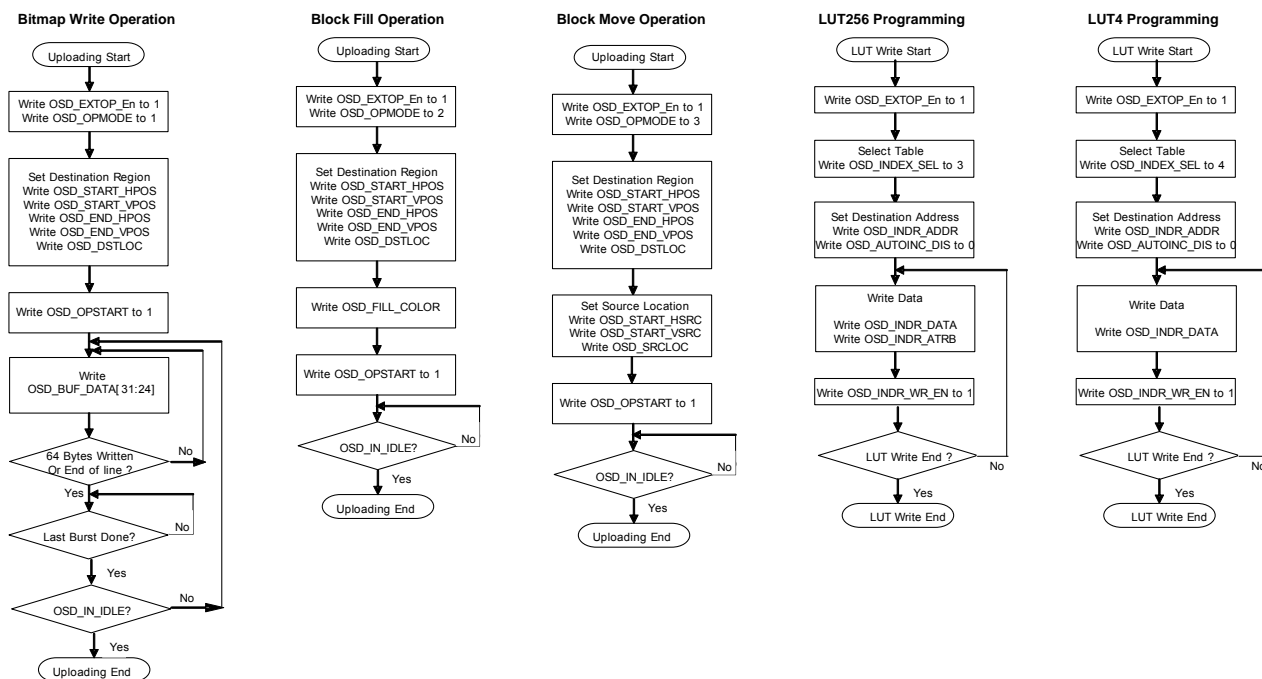 Bitmap Write Operation
Uploading Start
Write OSD_EXTOP_En to 1
Write OSD_OPMODE to 1
Set Destination Region
Write OSD_START_HPOS
Write OSD_START_VPOS
Write OSD_END_HPOS
Write OSD_END_VPOS
Write OSD_DSTLOC
Write OSD_OPSTART to 1
Write
OSD_BUF_DATA[31:24]
64 Bytes Written
Or End of line ?
No
Yes
Last Burst Done?
No
Yes
OSD_IN_IDLE?
No
Yes
Uploading End
Block Fill Operation
Uploading Start
Write OSD_EXTOP_En to 1
Write OSD_OPMODE to 2
Set Destination Region
Write OSD_START_HPOS
Write OSD_START_VPOS
Write OSD_END_HPOS
Write OSD_END_VPOS
Write OSD_DSTLOC
Write OSD_FILL_COLOR
Write OSD_OPSTART to 1
OSD_IN_IDLE?
No
Yes
Uploading End
Block Move Operation
Uploading Start
Write OSD_EXTOP_En to 1
Write OSD_OPMODE to 3
Set Destination Region
Write OSD_START_HPOS
Write OSD_START_VPOS
Write OSD_END_HPOS
Write OSD_END_VPOS
Write OSD_DSTLOC
Set Source Location
Write OSD_START_HSRC
Write OSD_START_VSRC
Write OSD_SRCLOC
Write OSD_OPSTART to 1
OSD_IN_IDLE?
No
Yes
Uploading End
LUT256 Programming
LUT Write Start
Write OSD_EXTOP_En to 1
Select Table
Write OSD_INDEX_SEL to 3
Set Destination Address
Write OSD_INDR_ADDR
Write OSD_AUTOINC_DIS to 0
Write Data
Write OSD_INDR_DATA
Write OSD_INDR_ATRB
Write OSD_INDR_WR_EN to 1
LUT Write End ?
No
Yes
LUT Write End
LUT4 Programming
LUT Write Start
Write OSD_EXTOP_En to 1
Select Table
Write OSD_INDEX_SEL to 4
Set Destination Address
Write OSD_INDR_ADDR
Write OSD_AUTOINC_DIS to 0
Write Data
Write OSD_INDR_DATA
Write OSD_INDR_WR_EN to 1
LUT Write End ?
No
Yes
LUT Write End